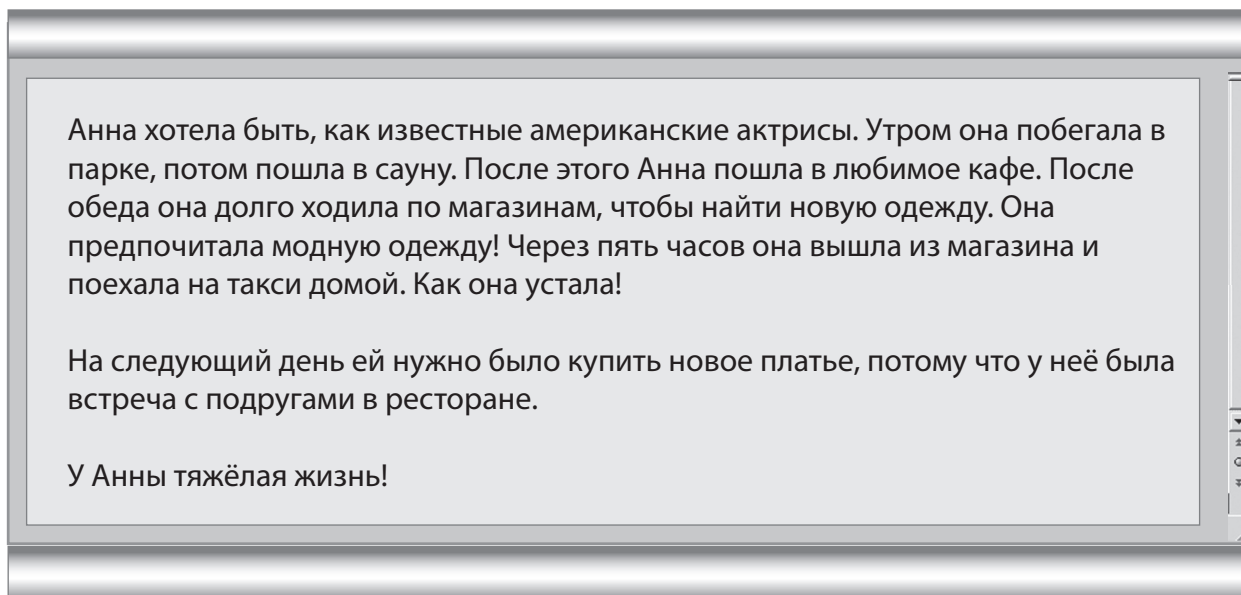 Анна хотела быть, как известные американские актрисы. Утром она побегала в
парке, потом пошла в сауну. После этого Анна пошла в любимое кафе. После
обеда она долго ходила по магазинам, чтобы найти новую одежду. Она
предпочитала модную одежду! Через пять часов она вышла из магазина и
поехала на такси домой. Как она устала!
На следующий день ей нужно было купить новое платье, потому что у неё была
встреча с подругами в ресторане.
У Анны тяжёлая жизнь!